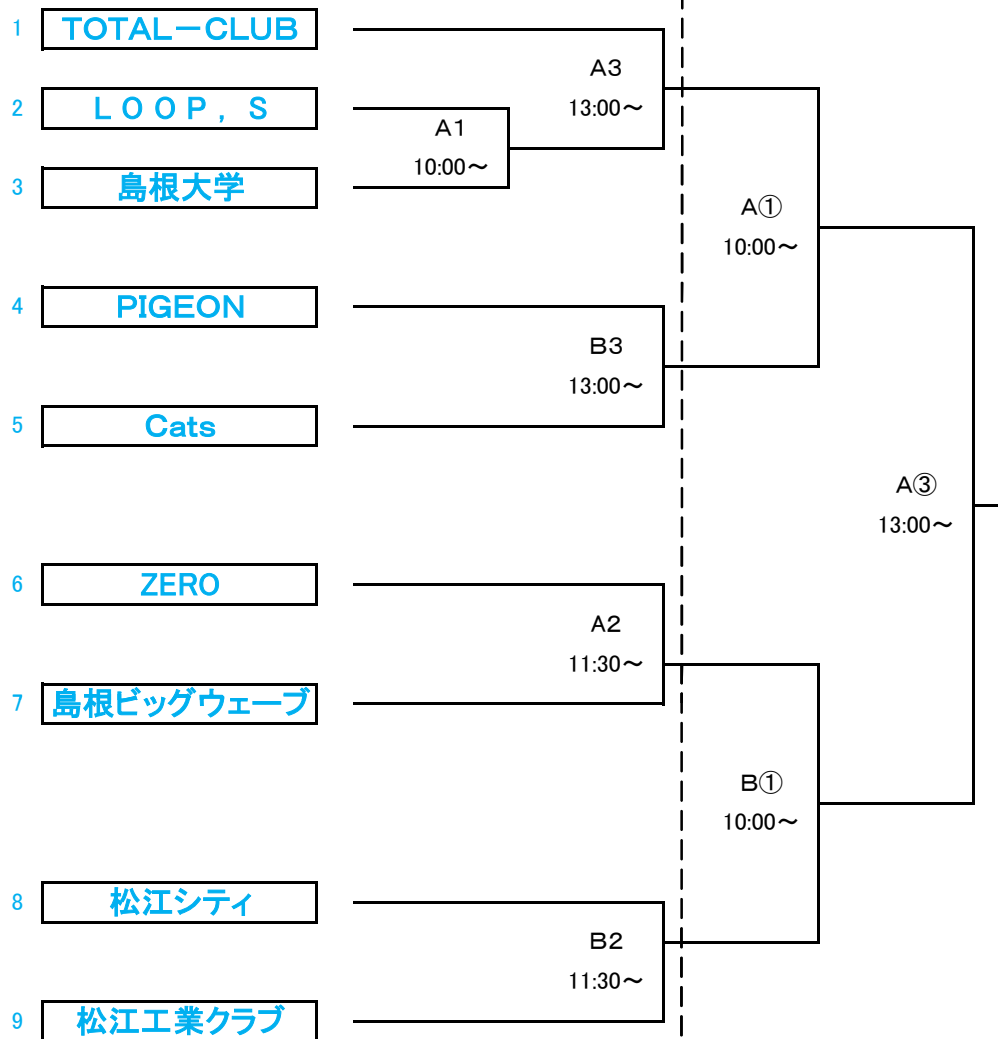 1 TOTAL－CLUB
A3
2 ＬＯＯＰ，Ｓ
13:00～
A1
3 島根大学
10:00～
A①
10:00～
4 PIGEON
B3
13:00～
5 Cats
A③
13:00～
6 ZERO
A2
11:30～
7 島根ビッグウェーブ
B①
10:00～
8 松江シティ
B2
11:30～
9 松江工業クラブ